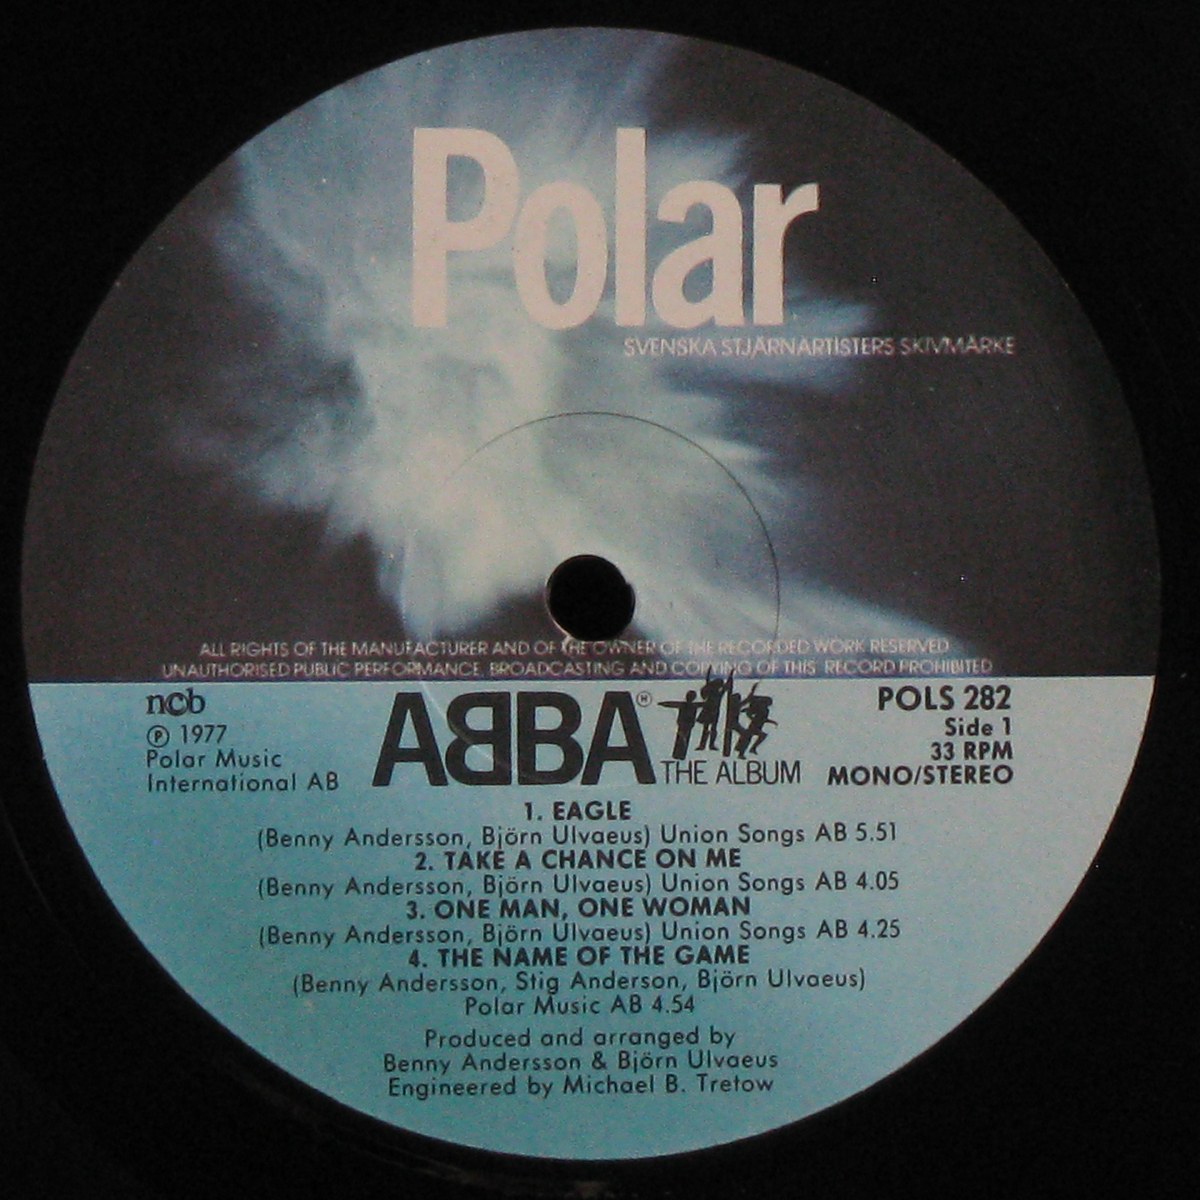 Polar
SVENSKA STJÄRNARTISTERS SKIVMÄRKE
ALL RIGHTS OF THE MANUFACTURER AND OF THE OWNER OF THE RECORDED WORK RESERVED
UNAUTHORISED PUBLIC PERFORMANCE, BROADCASTING AND COPYING OF THIS RECORD PROHIBITED
ncb
Ⓟ 1977
Polar Music
International AB
ABBA®
THE ALBUM
POLS 282
Side 1
33 RPM
MONO/STEREO
1. EAGLE
(Benny Andersson, Björn Ulvaeus) Union Songs AB 5.51
2. TAKE A CHANCE ON ME
(Benny Andersson, Björn Ulvaeus) Union Songs AB 4.05
3. ONE MAN, ONE WOMAN
(Benny Andersson, Björn Ulvaeus) Union Songs AB 4.25
4. THE NAME OF THE GAME
(Benny Andersson, Stig Anderson, Björn Ulvaeus)
Polar Music AB 4.54
Produced and arranged by
Benny Andersson & Björn Ulvaeus
Engineered by Michael B. Tretow